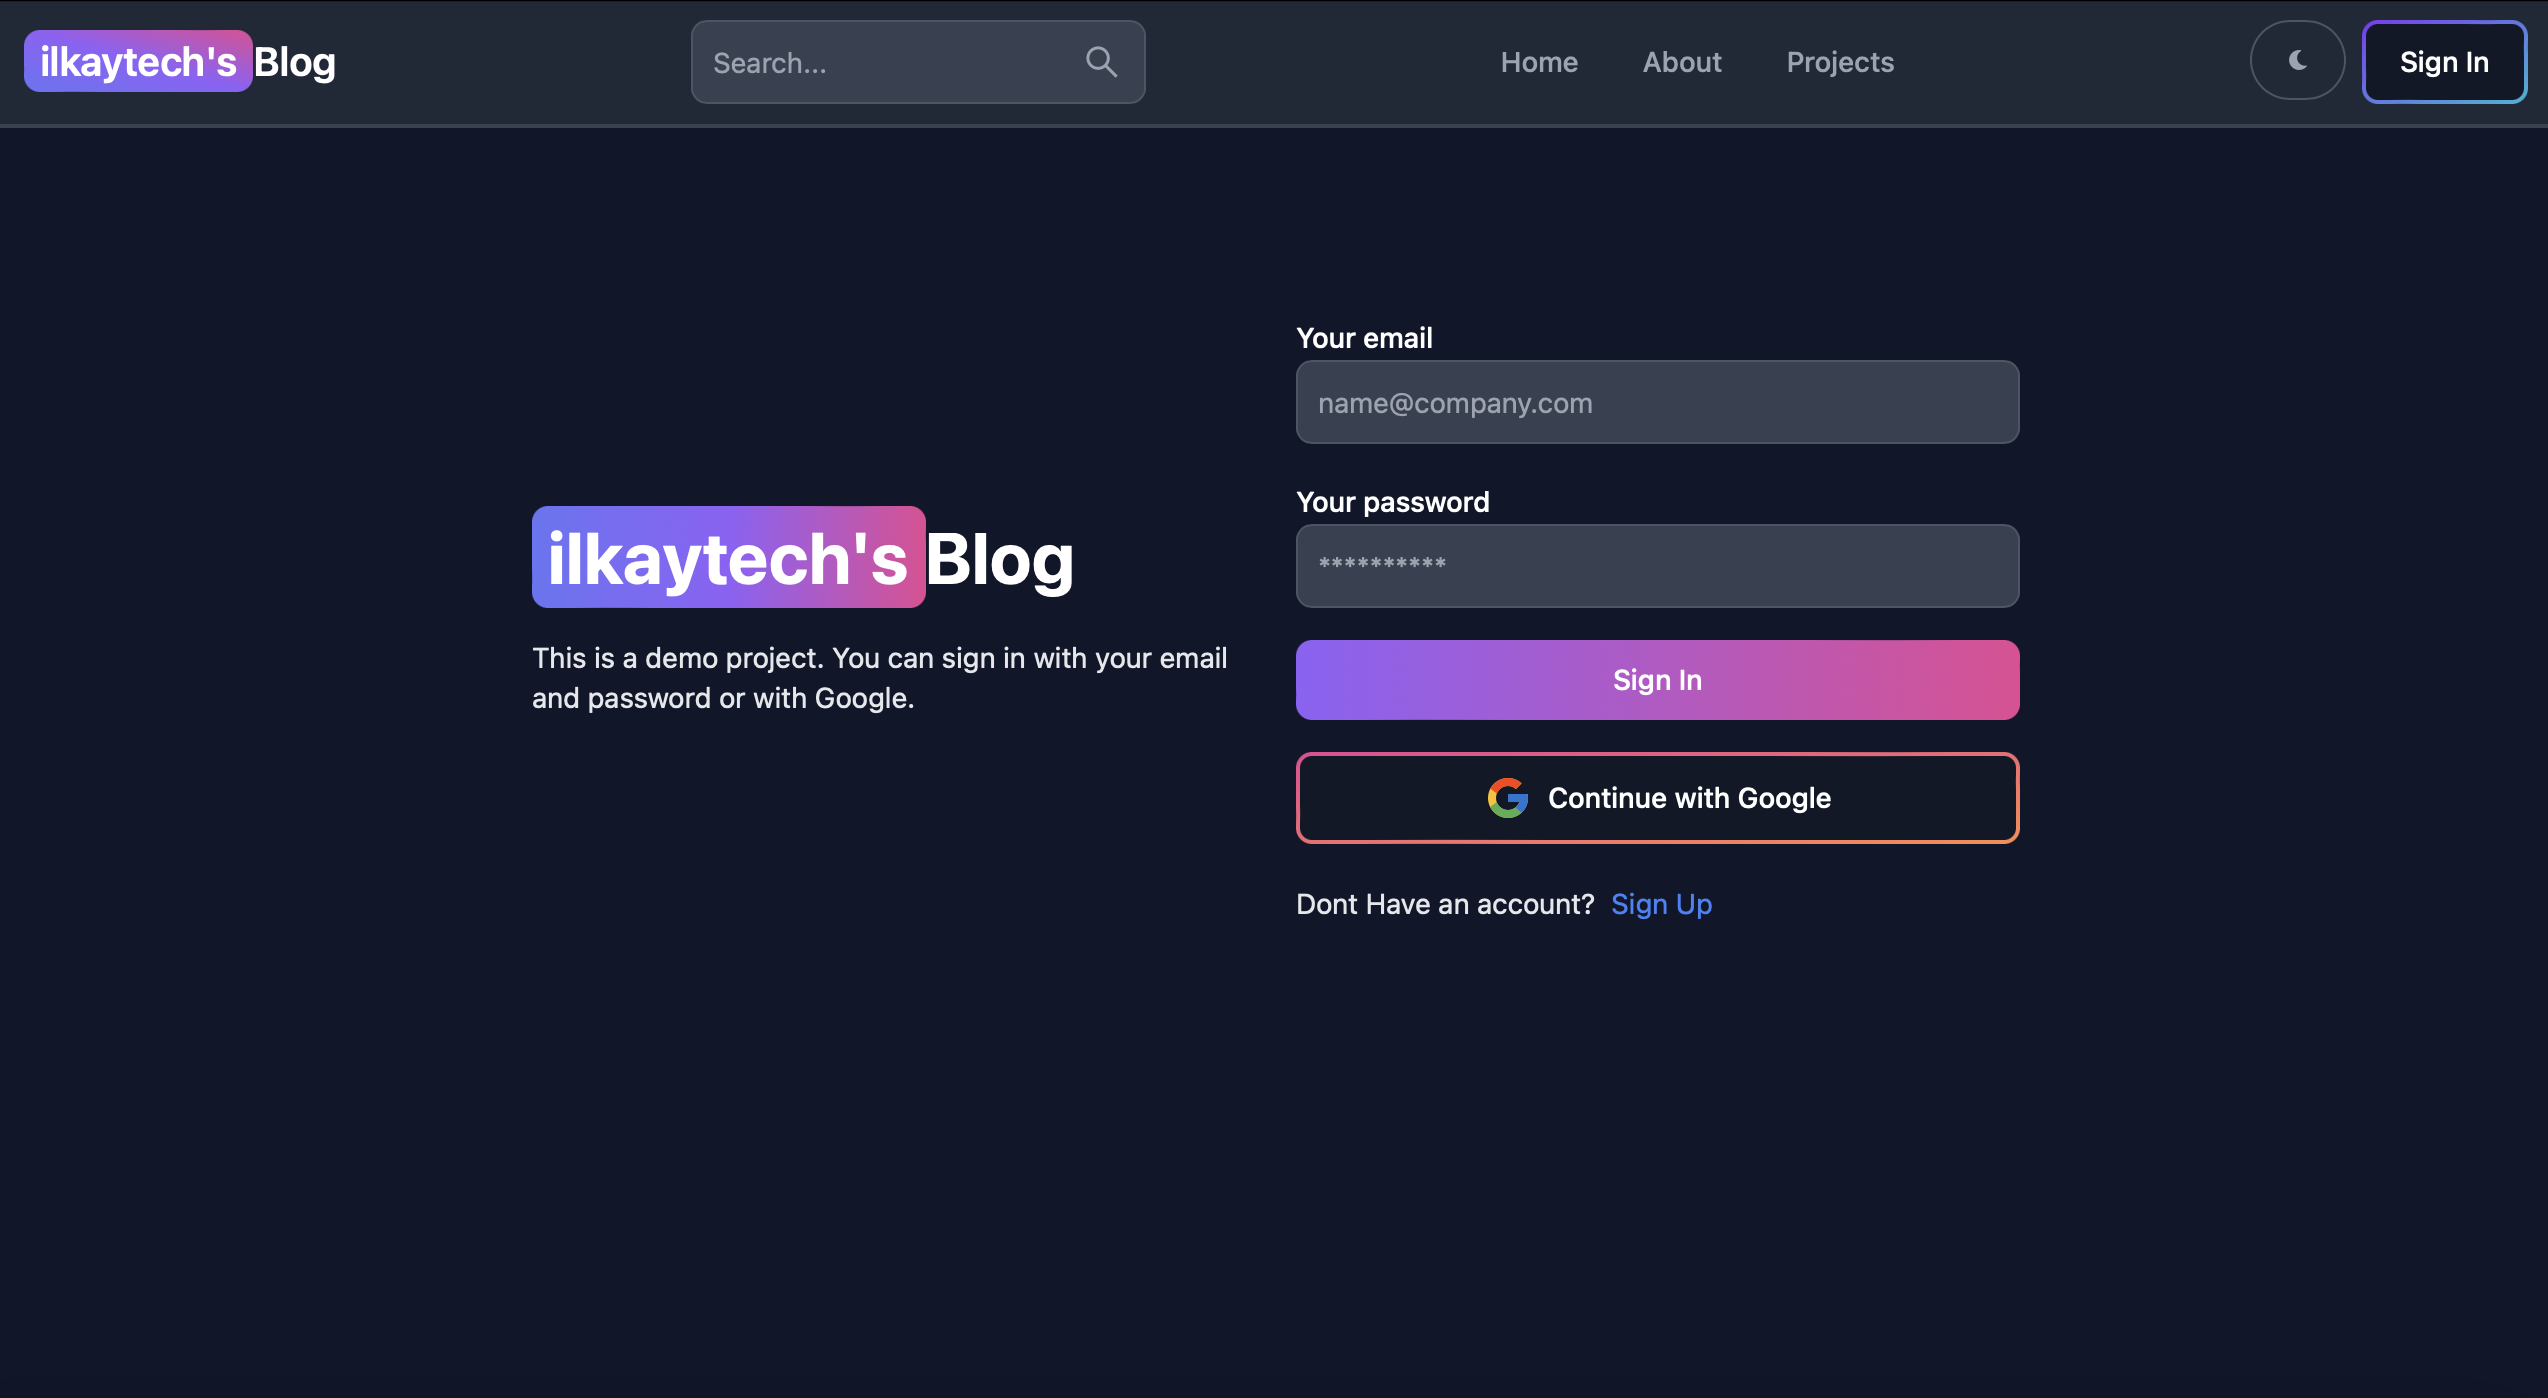 ilkaytech's Blog
Search...
Home
About
Projects
Sign In
ilkaytech's Blog
This is a demo project. You can sign in with your email
and password or with Google.
Your email
name@company.com
Your password
**********
Sign In
Continue with Google
Dont Have an account? Sign Up